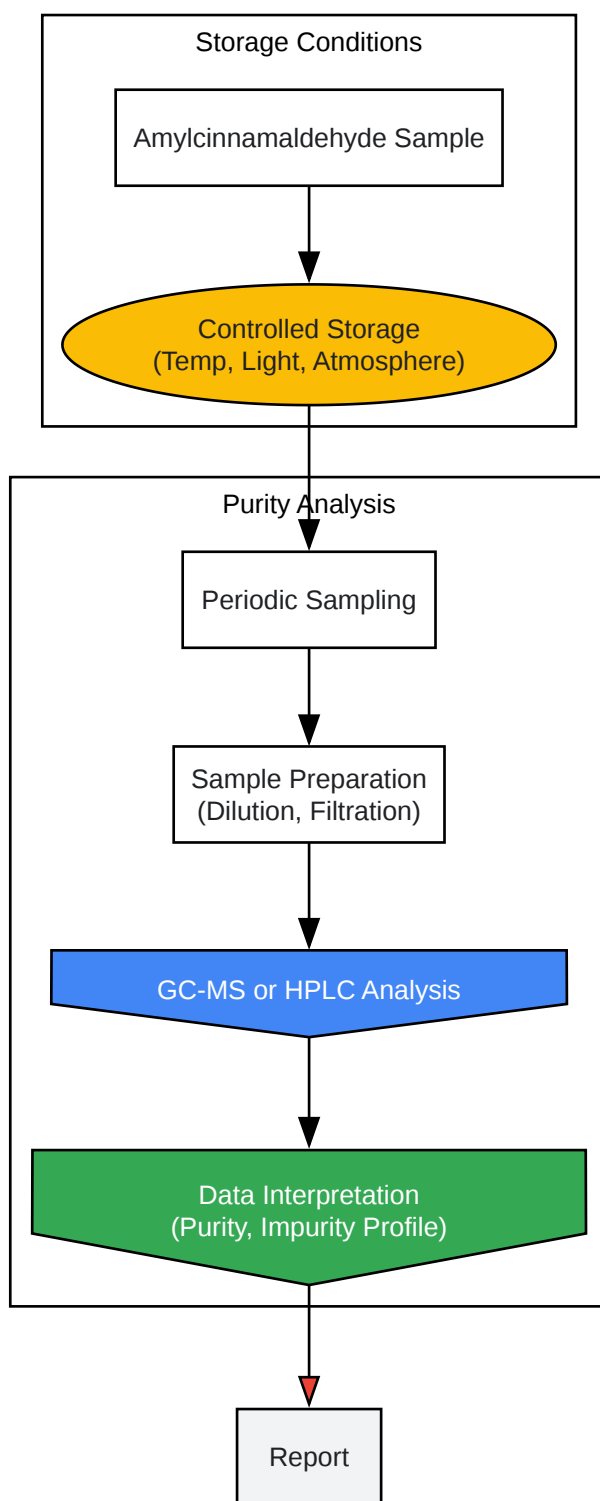 Storage Conditions
Amylcinnamaldehyde Sample
Controlled Storage
(Temp, Light, Atmosphere)
Purity Analysis
Periodic Sampling
Sample Preparation
(Dilution, Filtration)
GC-MS or HPLC Analysis
Data Interpretation
(Purity, Impurity Profile)
Report